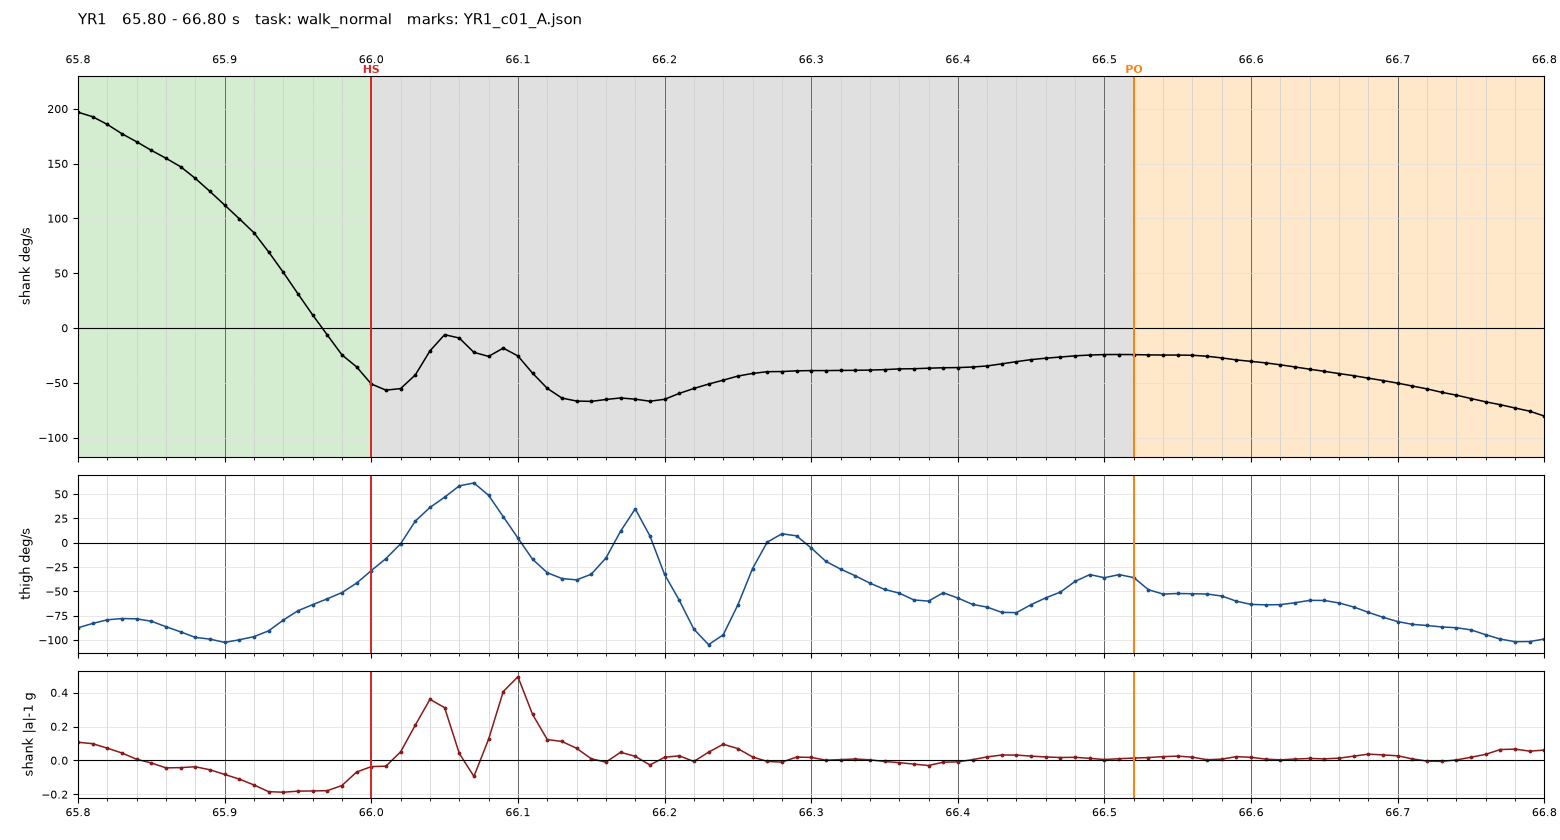 YR1   65.80 - 66.80 s   task: walk_normal   marks: YR1_c01_A.json
65.8 65.9 66.0 66.1 66.2 66.3 66.4 66.5 66.6 66.7 66.8
HS PO
shank deg/s
200
150
100
50
0
−50
−100
thigh deg/s
50
25
0
−25
−50
−75
−100
shank |a|-1 g
0.4
0.2
0.0
−0.2
65.8 65.9 66.0 66.1 66.2 66.3 66.4 66.5 66.6 66.7 66.8